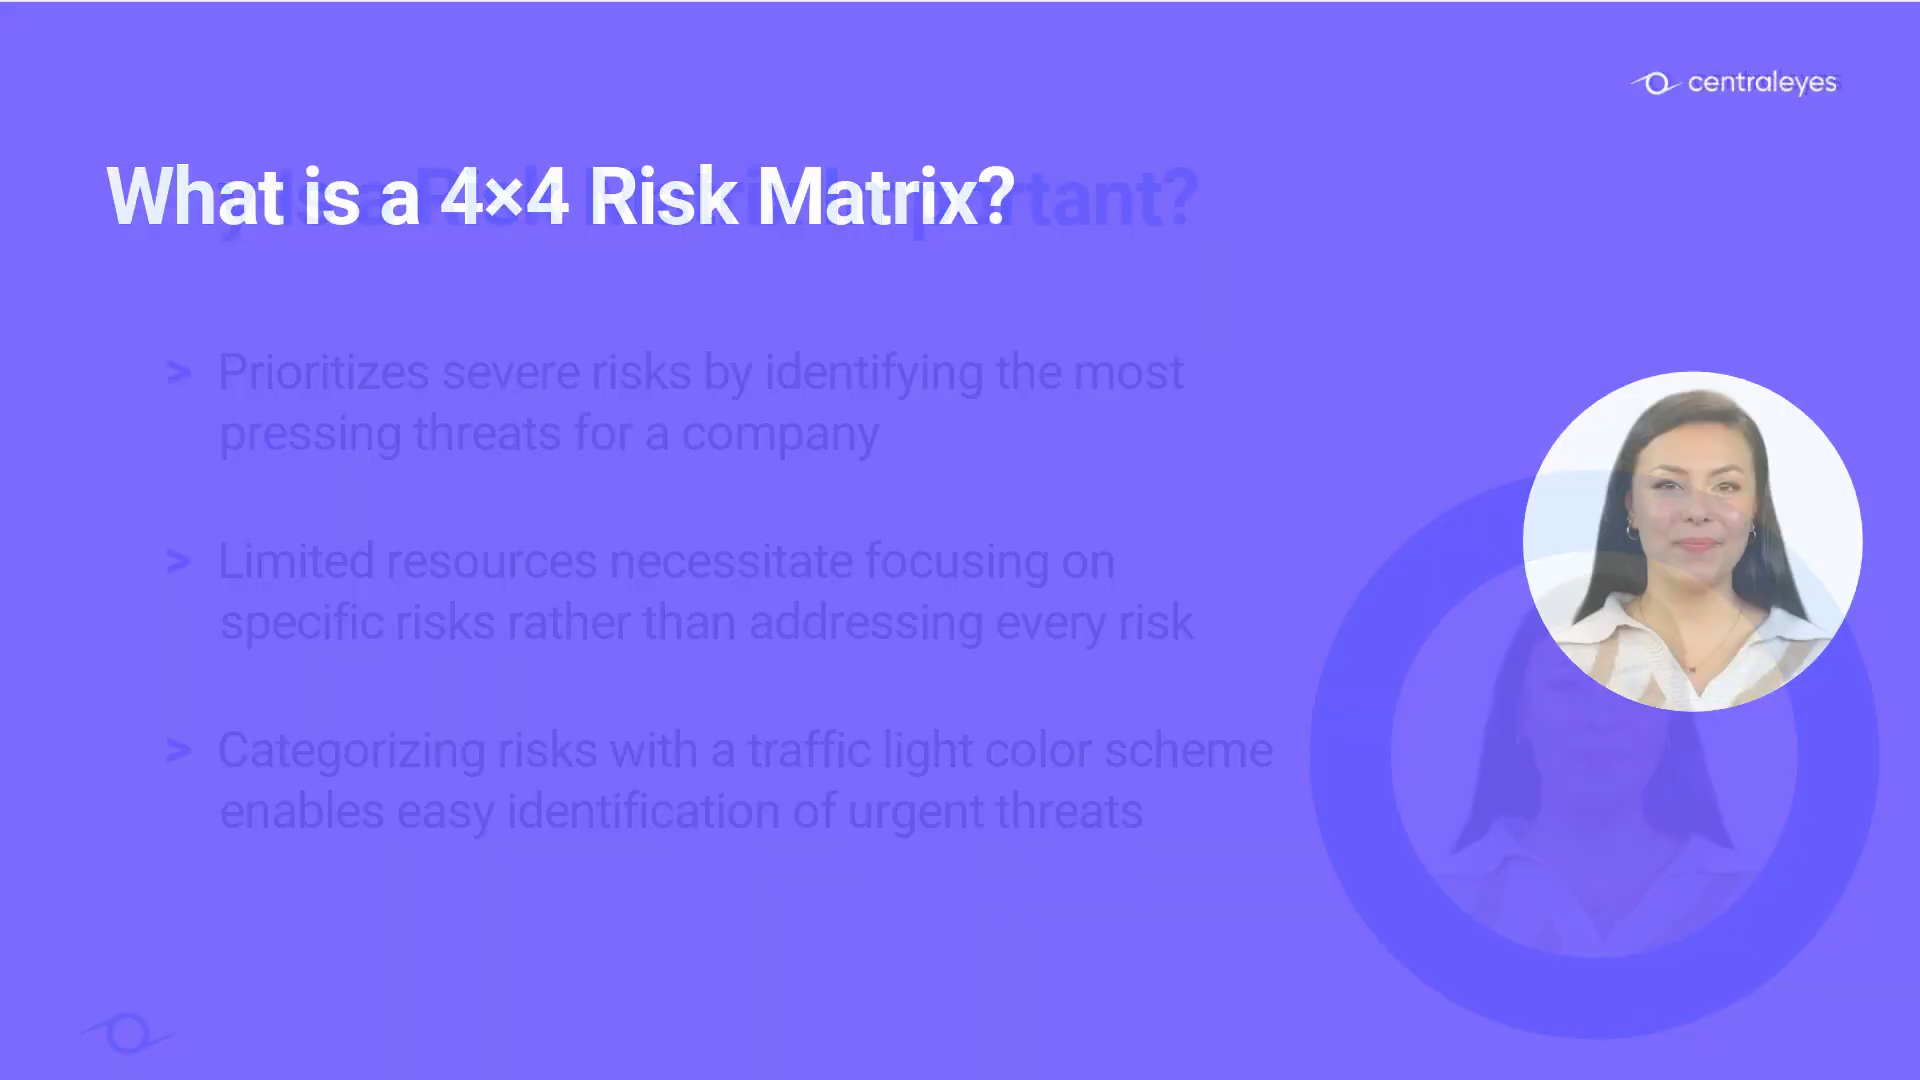 centraleyes
What is a 4×4 Risk Matrix?
> Prioritizes severe risks by identifying the most
pressing threats for a company
> Limited resources necessitate focusing on
specific risks rather than addressing every risk
> Categorizing risks with a traffic light color scheme
enables easy identification of urgent threats